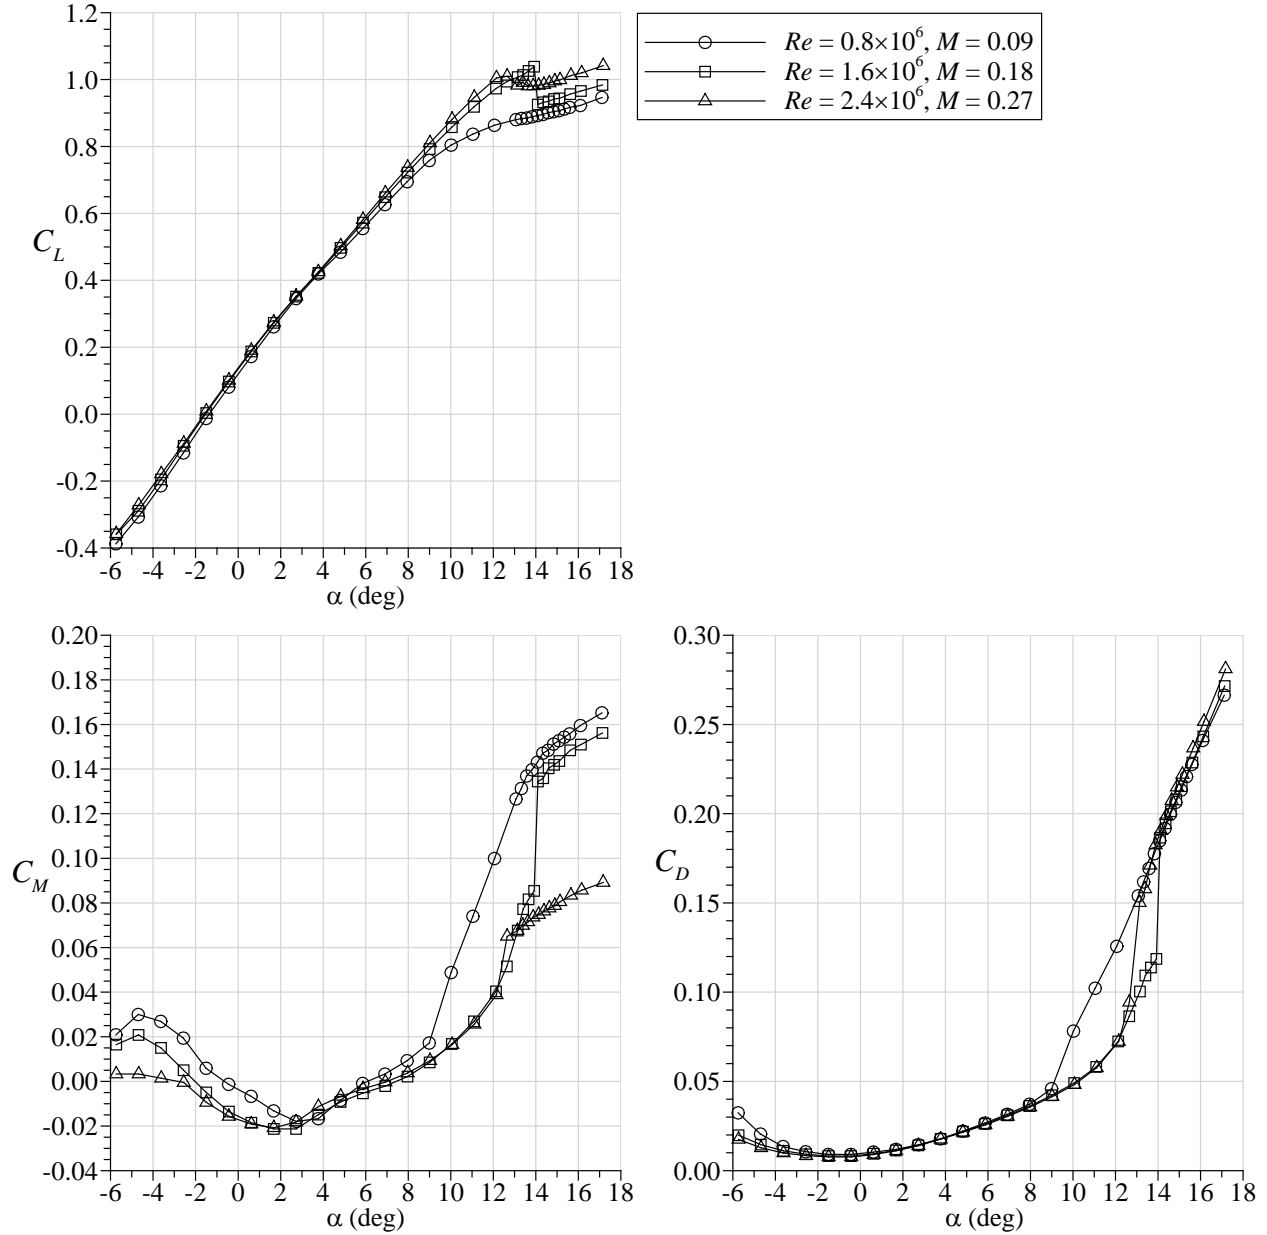 1.2
1.0
0.8
0.6
0.4
0.2
0.0
-0.2
-0.4
C_L
-6 -4 -2 0 2 4 6 8 10 12 14 16 18
α (deg)
Re = 0.8×10⁶, M = 0.09
Re = 1.6×10⁶, M = 0.18
Re = 2.4×10⁶, M = 0.27
0.20
0.18
0.16
0.14
0.12
0.10
0.08
0.06
0.04
0.02
0.00
-0.02
-0.04
C_M
-6 -4 -2 0 2 4 6 8 10 12 14 16 18
α (deg)
0.30
0.25
0.20
0.15
0.10
0.05
0.00
C_D
-6 -4 -2 0 2 4 6 8 10 12 14 16 18
α (deg)